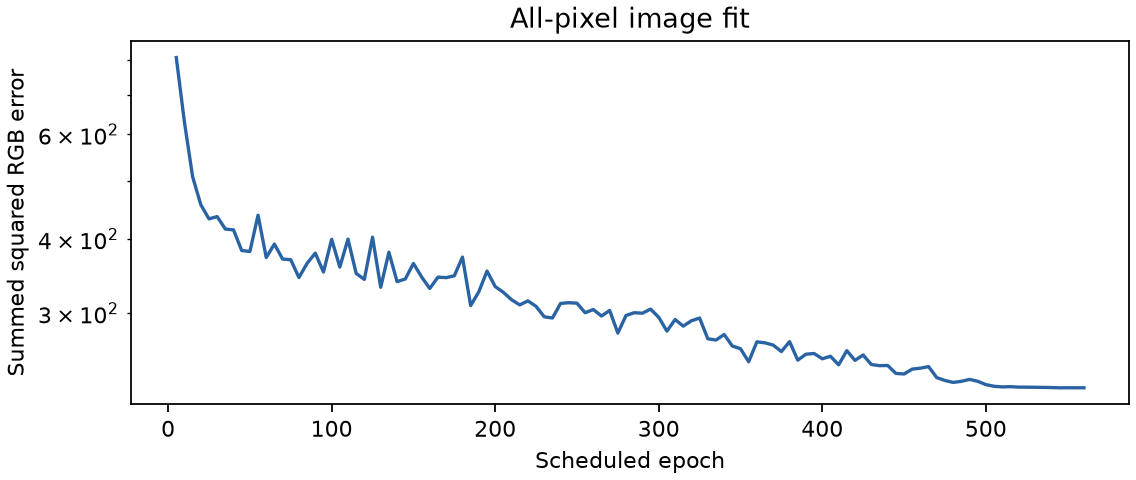 All-pixel image fit
Summed squared RGB error
6 × 10²
4 × 10²
3 × 10²
0 100 200 300 400 500
Scheduled epoch